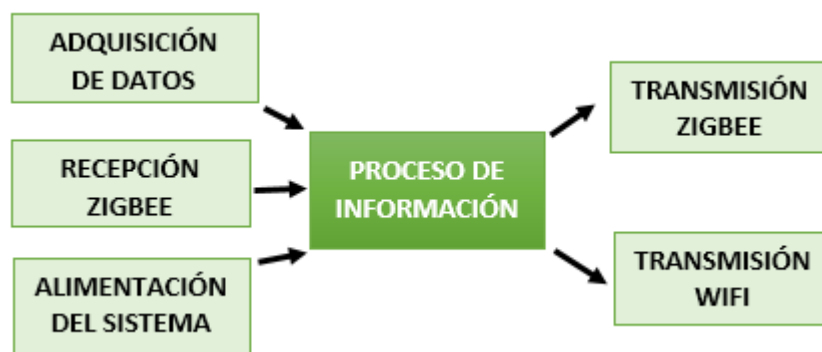 ADQUISICIÓN
DE DATOS
RECEPCIÓN
ZIGBEE
ALIMENTACIÓN
DEL SISTEMA
PROCESO DE
INFORMACIÓN
TRANSMISIÓN
ZIGBEE
TRANSMISIÓN
WIFI